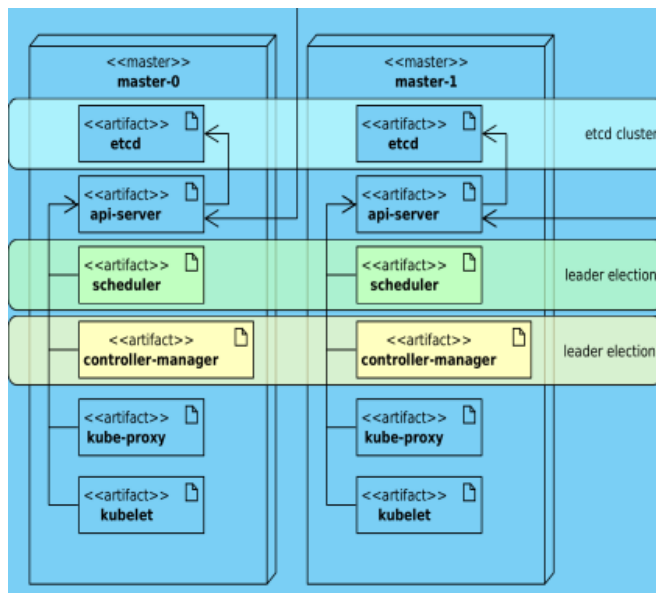 <<master>>
master-0
<<artifact>>
etcd
<<artifact>>
api-server
<<artifact>>
scheduler
<<artifact>>
controller-manager
<<artifact>>
kube-proxy
<<artifact>>
kubelet
<<master>>
master-1
<<artifact>>
etcd
<<artifact>>
api-server
<<artifact>>
scheduler
<<artifact>>
controller-manager
<<artifact>>
kube-proxy
<<artifact>>
kubelet
etcd cluster
leader election
leader election